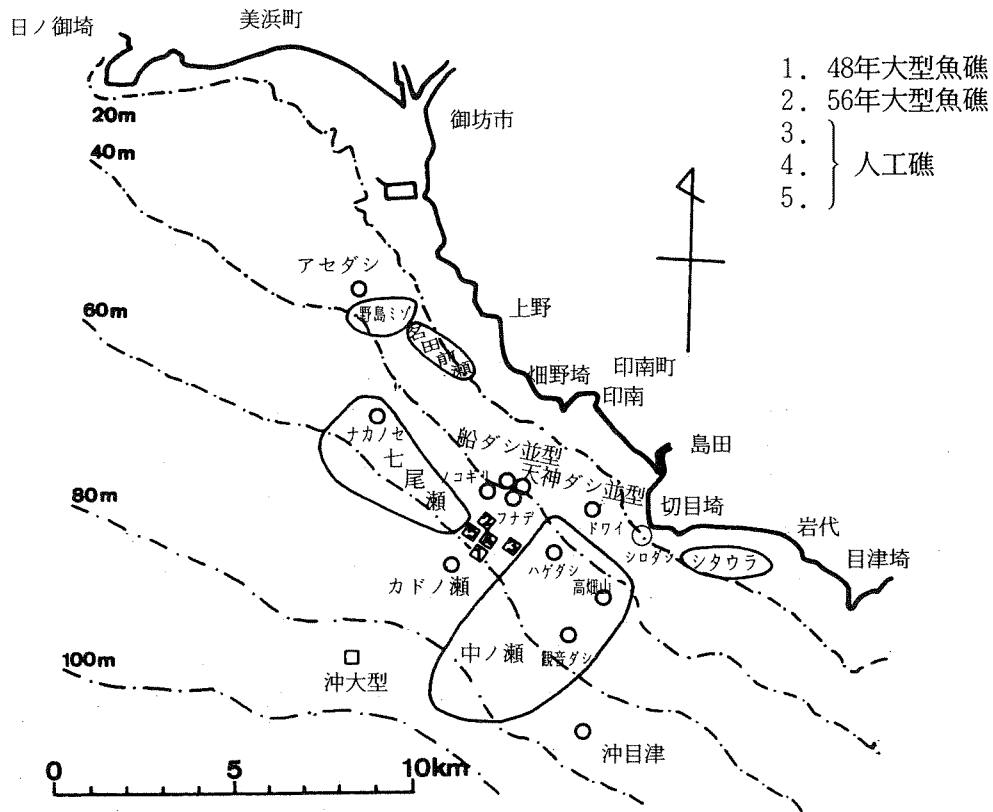 日ノ御埼
美浜町
1. 48年大型魚礁
2. 56年大型魚礁
3.
4. 人工礁
5.
御坊市
20m
40m
アセダシ
野島ミゾ
名田前瀬
上野
60m
畑野埼
印南町
印南
ナカノセ
七尾瀬
船ダシ並型
天神ダシ並型
島田
ノコギリ
フナデ
ドワイ
切目埼
80m
シロダシ
シタウラ
岩代
目津埼
カドノ瀬
ハゲダシ
高畑山
中ノ瀬
観音ダシ
100m
沖大型
沖目津
0 5 10km